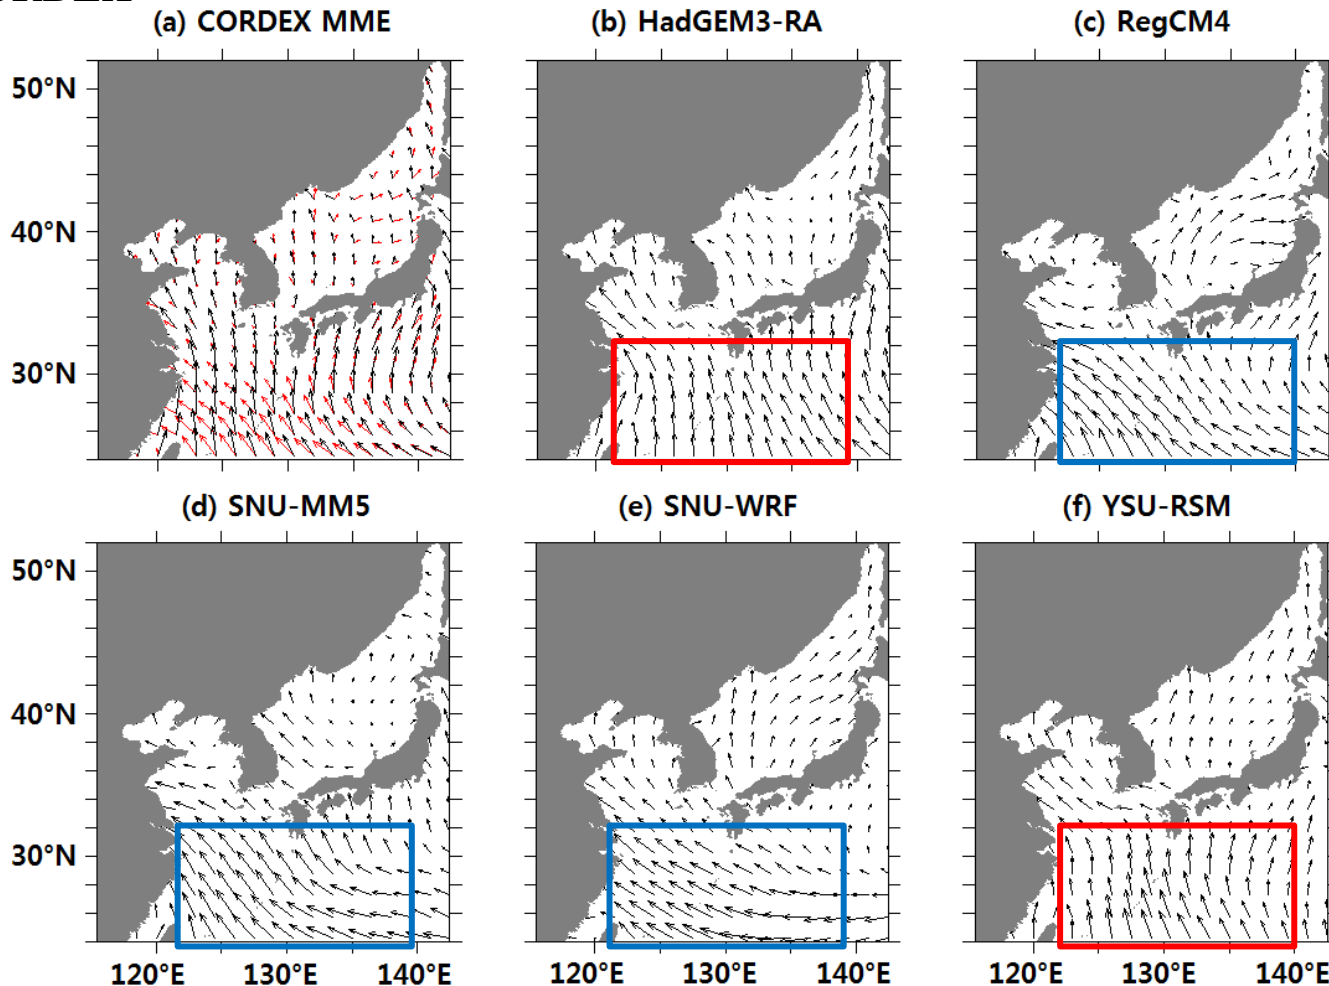 (a) CORDEX MME (b) HadGEM3-RA (c) RegCM4
50°N
40°N
30°N
(d) SNU-MM5 (e) SNU-WRF (f) YSU-RSM
50°N
40°N
30°N
120°E 130°E 140°E 120°E 130°E 140°E 120°E 130°E 140°E